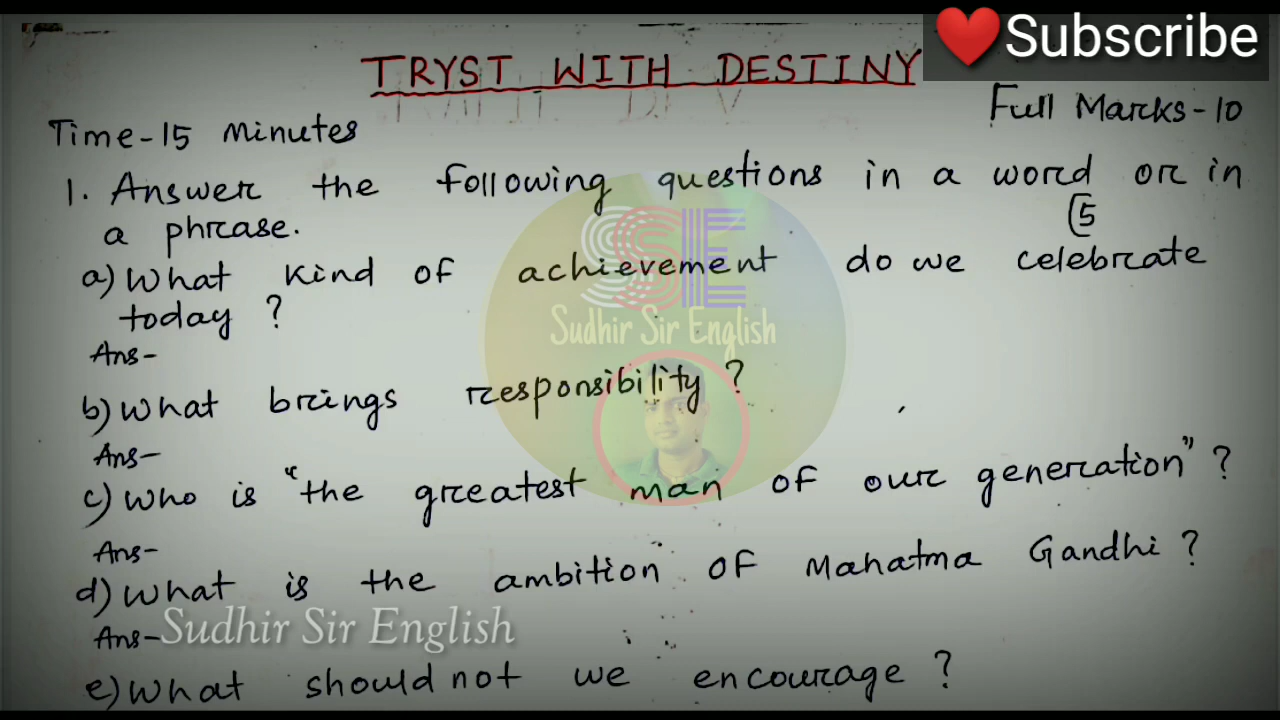 ❤️Subscribe
TRYST WITH DESTINY
Full Marks-10
Time-15 Minutes
1. Answer the following questions in a word or in
a phrase.
(5
a) What kind of achievement do we celebrate
today ?
Ans-
b) What brings responsibility ?
Ans-
c) Who is "the greatest man of our generation" ?
Ans-
d) What is the ambition of Mahatma Gandhi ?
Ans-
e) What should not we encourage ?
SSE
Sudhir Sir English
Sudhir Sir English